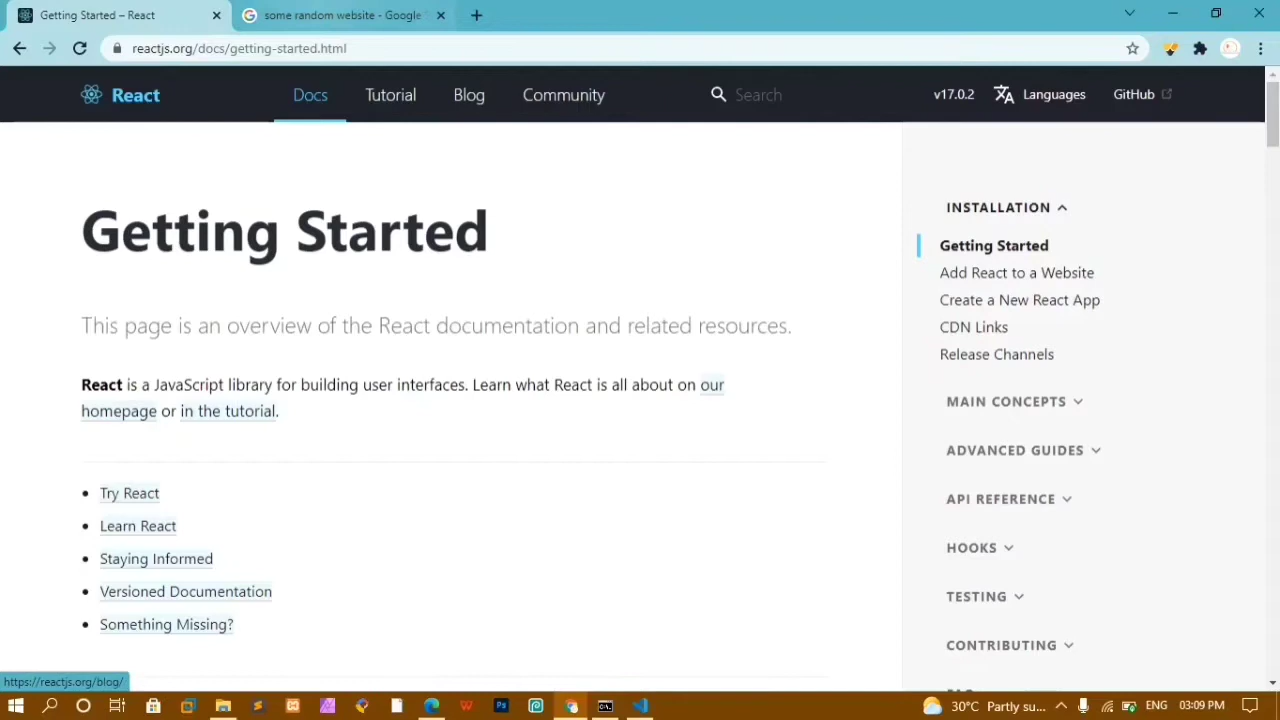 Getting Started – React
some random website - Google
reactjs.org/docs/getting-started.html
React
Docs
Tutorial
Blog
Community
Search
v17.0.2
Languages
GitHub
Getting Started
This page is an overview of the React documentation and related resources.
React is a JavaScript library for building user interfaces. Learn what React is all about on our
homepage or in the tutorial.
Try React
Learn React
Staying Informed
Versioned Documentation
Something Missing?
INSTALLATION
Getting Started
Add React to a Website
Create a New React App
CDN Links
Release Channels
MAIN CONCEPTS
ADVANCED GUIDES
API REFERENCE
HOOKS
TESTING
CONTRIBUTING
https://reactjs.org/blog/
Ps
30°C Partly su...
ENG
03:09 PM